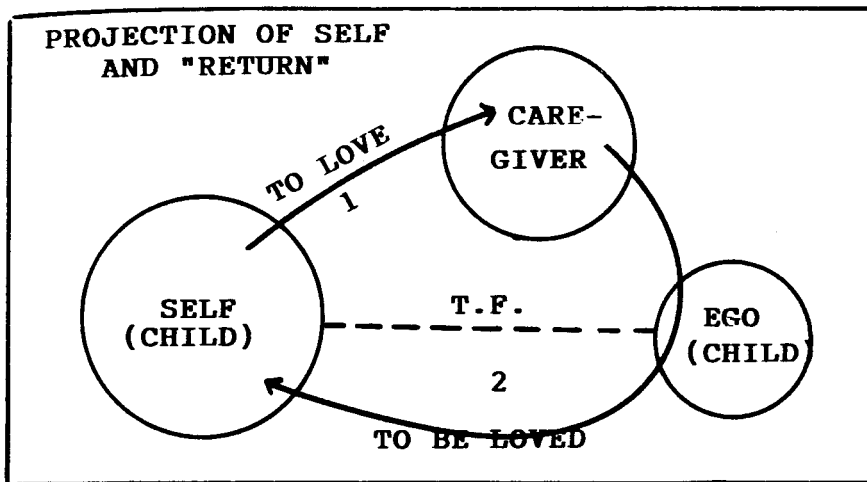 PROJECTION OF SELF
AND "RETURN"
CARE-
GIVER
TO LOVE
1
SELF
(CHILD)
T.F.
EGO
(CHILD)
2
TO BE LOVED